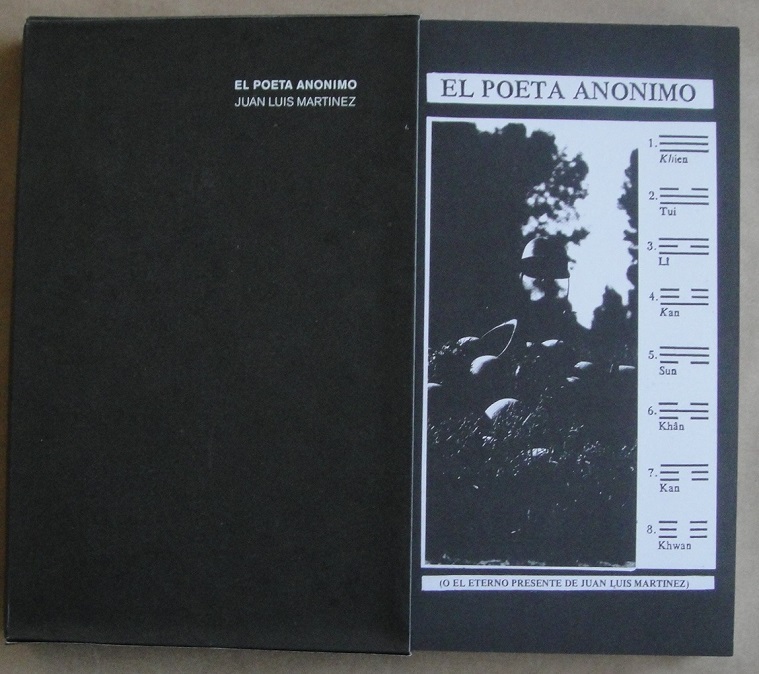 EL POETA ANONIMO
JUAN LUIS MARTINEZ
EL POETA ANONIMO
1.
Khien
2.
Tui
3.
LI
4.
Kan
5.
Sun
6.
Khân
7.
Kan
8.
Khwan
(O EL ETERNO PRESENTE DE JUAN LUIS MARTINEZ)